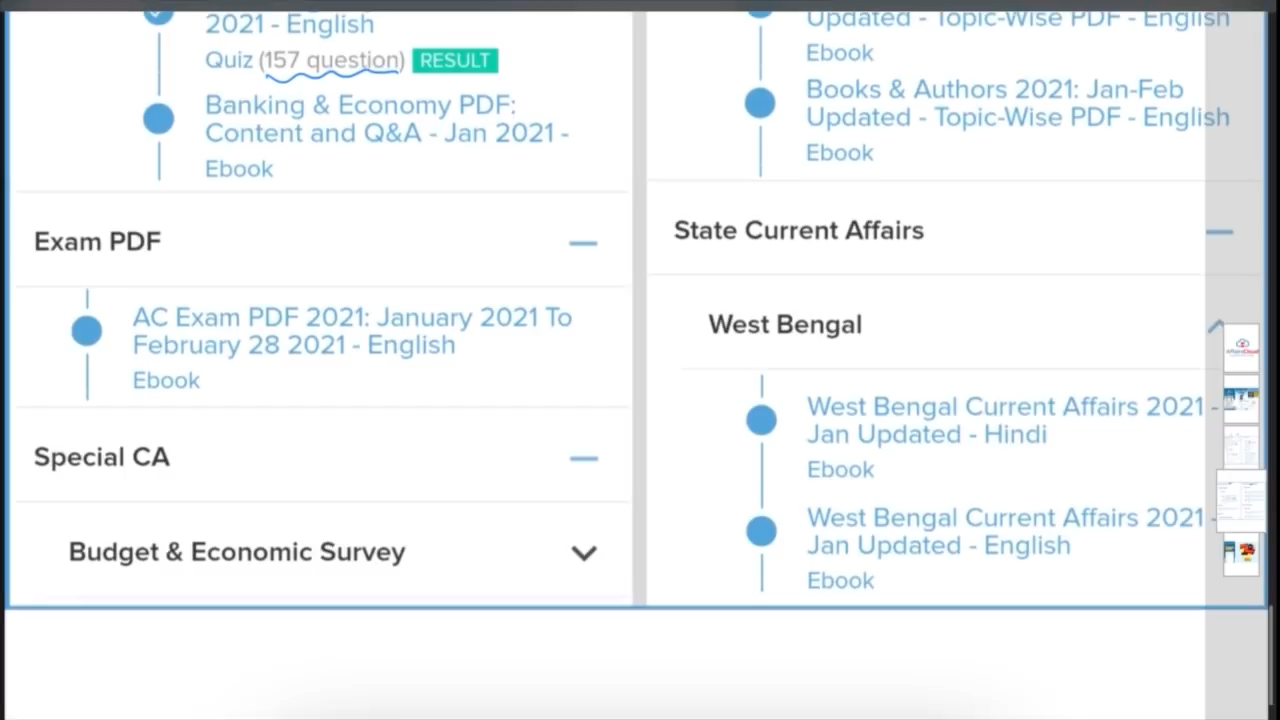 2021 - English
Quiz (157 question) RESULT
Banking & Economy PDF:
Content and Q&A - Jan 2021 -
Ebook
Exam PDF
AC Exam PDF 2021: January 2021 To
February 28 2021 - English
Ebook
Special CA
Budget & Economic Survey
Updated - Topic-Wise PDF - English
Ebook
Books & Authors 2021: Jan-Feb
Updated - Topic-Wise PDF - English
Ebook
State Current Affairs
West Bengal
West Bengal Current Affairs 2021 -
Jan Updated - Hindi
Ebook
West Bengal Current Affairs 2021 -
Jan Updated - English
Ebook
AffairsCloud